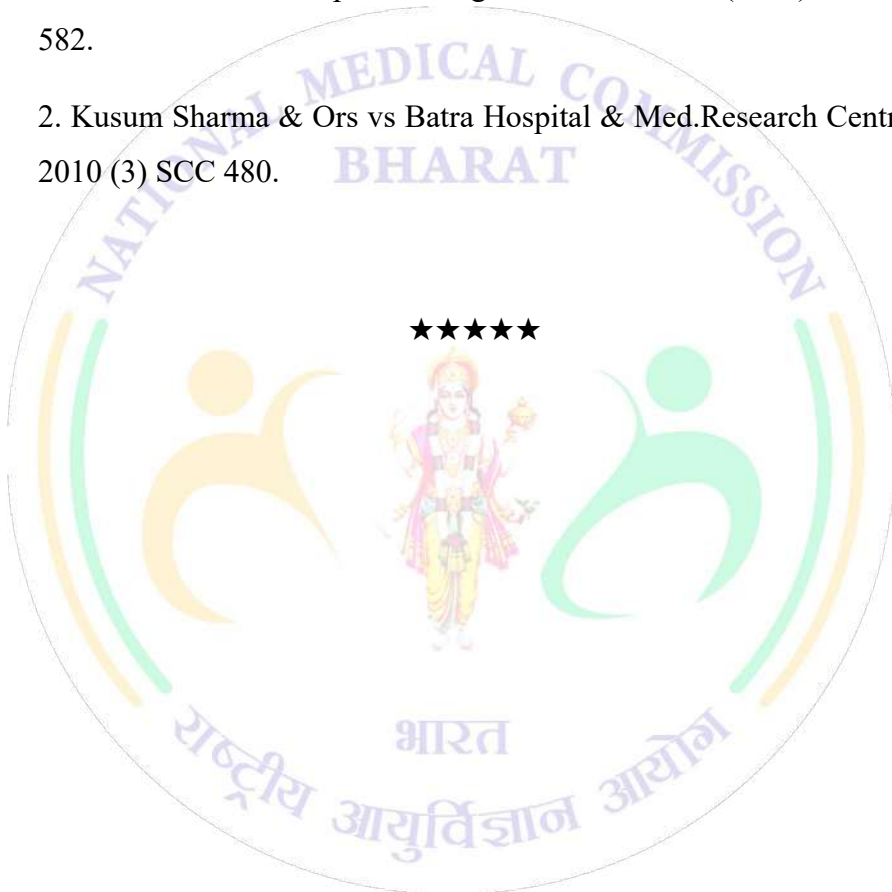 582.
NATIONAL MEDICAL COMMISSION
2. Kusum Sharma & Ors vs Batra Hospital & Med.Research Centr
2010 (3) SCC 480.
BHARAT
★★★★★
भारत
राष्ट्रीय आयुर्विज्ञान आयोग